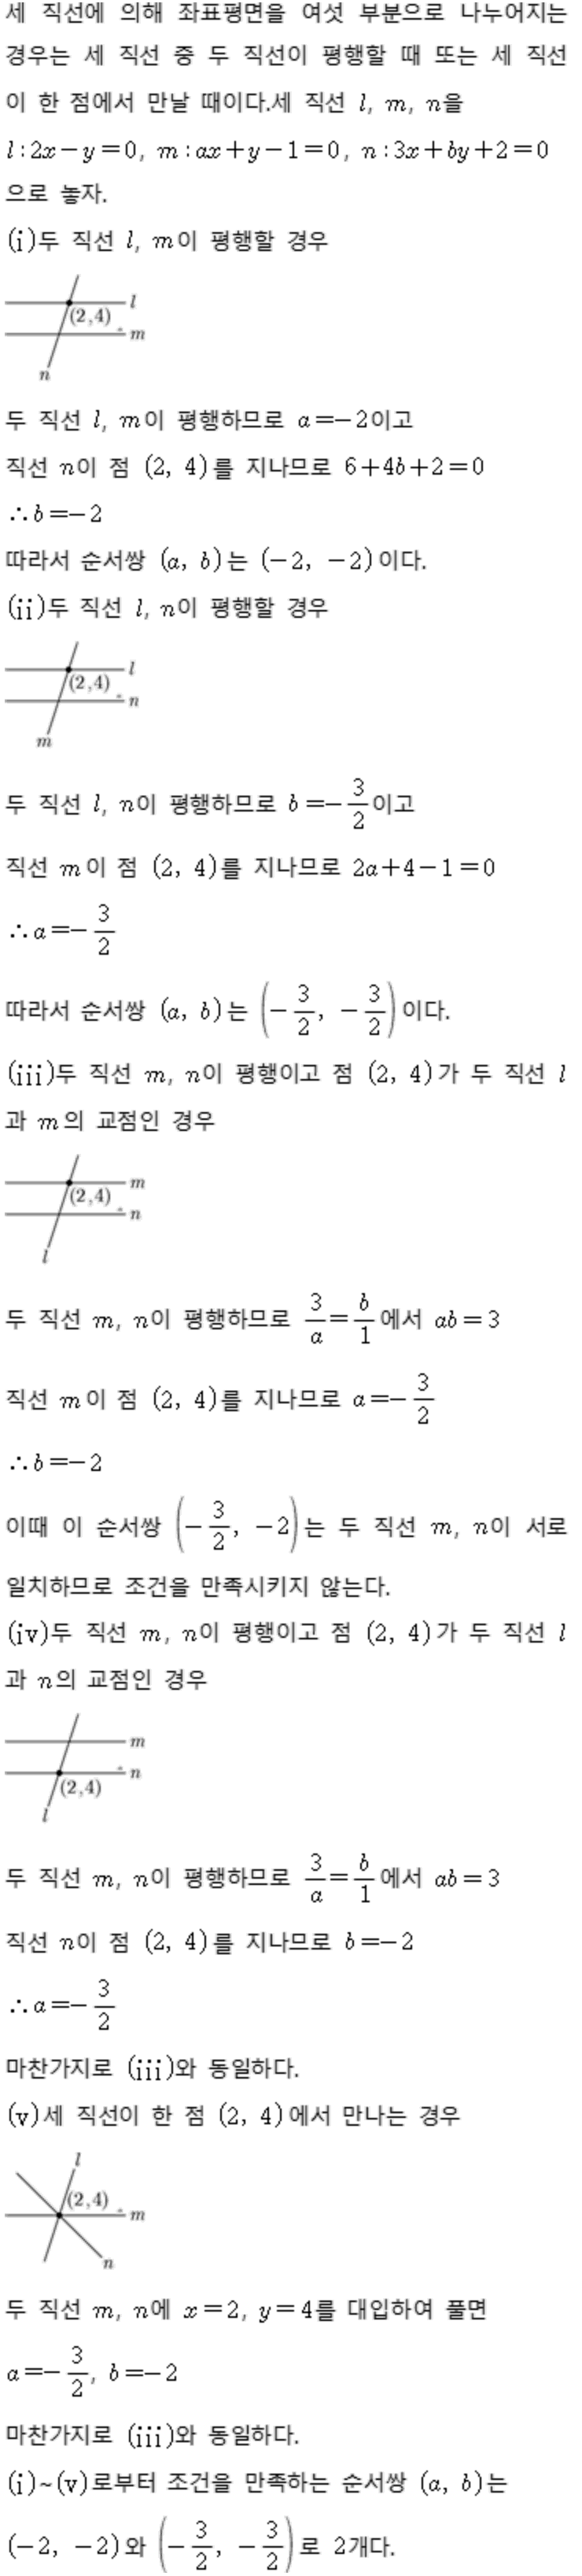 세 직선에 의해 좌표평면을 여섯 부분으로 나누어지는
경우는 세 직선 중 두 직선이 평행할 때 또는 세 직선
이 한 점에서 만날 때이다.세 직선 l, m, n을
l:2x-y=0, m:ax+y-1=0, n:3x+by+2=0
으로 놓자.
(i)두 직선 l, m이 평행할 경우
l
(2,4)
m
n
두 직선 l, m이 평행하므로 a=-2이고
직선 n이 점 (2, 4)를 지나므로 6+4b+2=0
∴b=-2
따라서 순서쌍 (a, b)는 (-2, -2)이다.
(ii)두 직선 l, n이 평행할 경우
l
(2,4)
n
m
두 직선 l, n이 평행하므로 b=-3/2이고
직선 m이 점 (2, 4)를 지나므로 2a+4-1=0
∴a=-3/2
따라서 순서쌍 (a, b)는 (-3/2, -3/2)이다.
(iii)두 직선 m, n이 평행이고 점 (2, 4)가 두 직선 l
과 m의 교점인 경우
m
(2,4)
n
l
두 직선 m, n이 평행하므로 3/a=b/1에서 ab=3
직선 m이 점 (2, 4)를 지나므로 a=-3/2
∴b=-2
이때 이 순서쌍 (-3/2, -2)는 두 직선 m, n이 서로
일치하므로 조건을 만족시키지 않는다.
(iv)두 직선 m, n이 평행이고 점 (2, 4)가 두 직선 l
과 n의 교점인 경우
m
n
(2,4)
l
두 직선 m, n이 평행하므로 3/a=b/1에서 ab=3
직선 n이 점 (2, 4)를 지나므로 b=-2
∴a=-3/2
마찬가지로 (iii)와 동일하다.
(v)세 직선이 한 점 (2, 4)에서 만나는 경우
l
(2,4)
m
n
두 직선 m, n에 x=2, y=4를 대입하여 풀면
a=-3/2, b=-2
마찬가지로 (iii)와 동일하다.
(i)~(v)로부터 조건을 만족하는 순서쌍 (a, b)는
(-2, -2)와 (-3/2, -3/2)로 2개다.